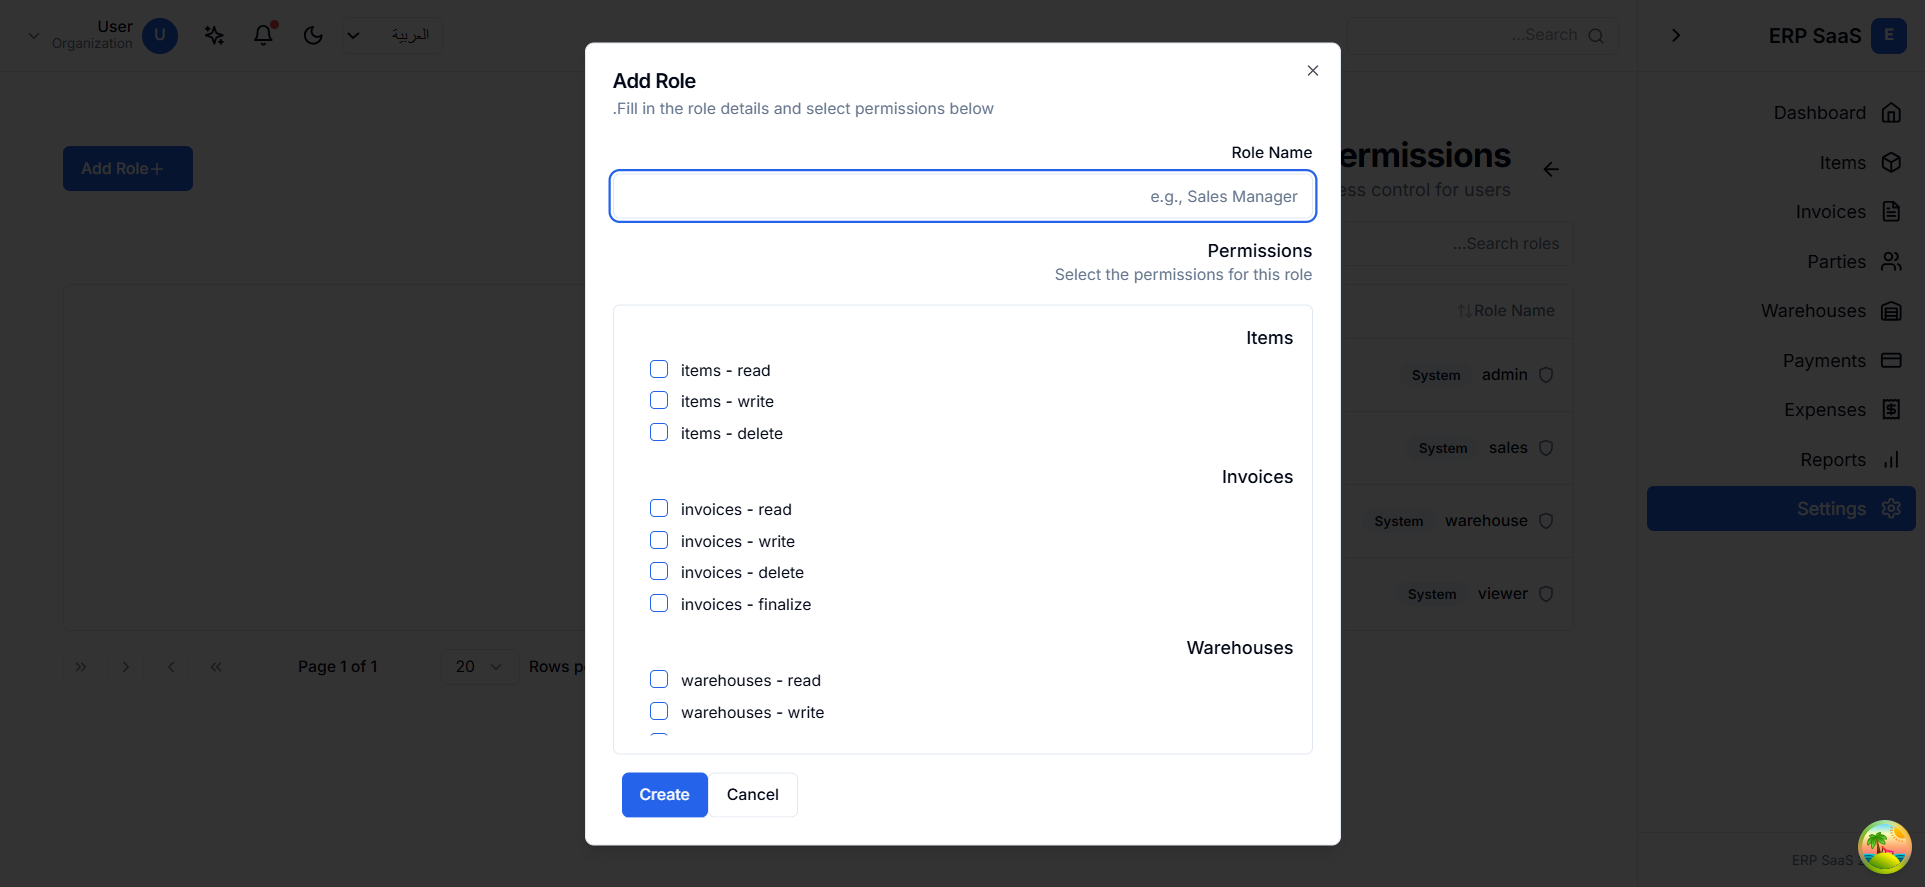 User
Organization
U
العربية
Search...
ERP SaaS
E
Add Role
ermissions
ess control for users
Search roles...
Role Name
System admin
System sales
System warehouse
System viewer
Page 1 of 1
20
Rows p
Dashboard
Items
Invoices
Parties
Warehouses
Payments
Expenses
Reports
Settings
ERP SaaS
Add Role
.Fill in the role details and select permissions below
Role Name
e.g., Sales Manager
Permissions
Select the permissions for this role
Items
items - read
items - write
items - delete
Invoices
invoices - read
invoices - write
invoices - delete
invoices - finalize
Warehouses
warehouses - read
warehouses - write
Create
Cancel